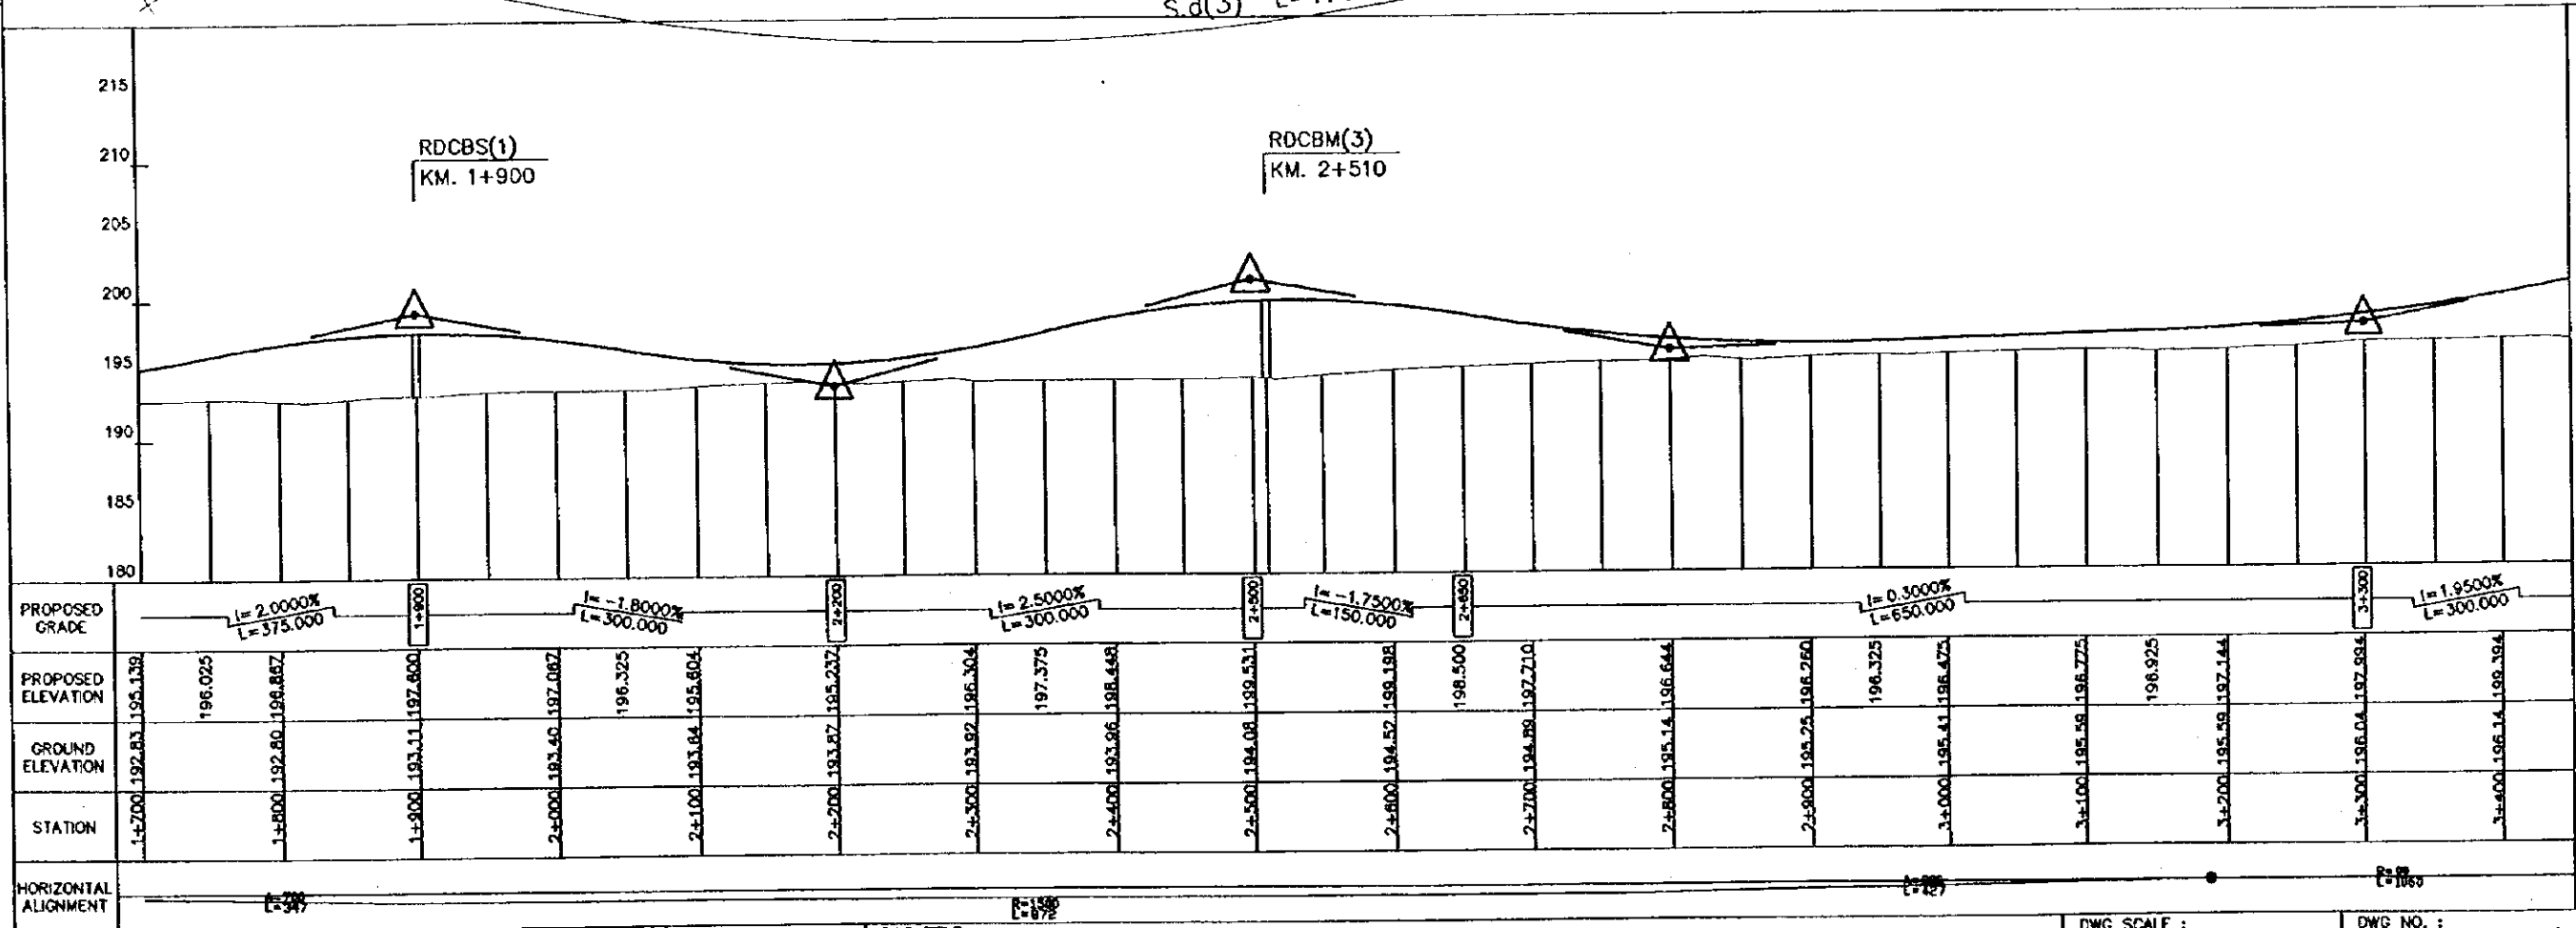 S.d(3)
215
210
205
200
195
190
185
180
RDCBS(1)
KM. 1+900
RDCBM(3)
KM. 2+510
PROPOSED GRADE
I= 2.0000%
L=375.000
1+900
I= -1.8000%
L=300.000
2+200
I= 2.5000%
L=300.000
2+500
I= -1.7500%
L=150.000
2+650
I= 0.3000%
L=650.000
3+300
I= 1.9500%
L=300.000
PROPOSED ELEVATION
195.139
196.025
196.887
197.600
197.067
196.325
195.604
195.237
196.304
197.375
198.448
199.531
199.198
198.500
197.710
196.644
196.260
196.325
196.475
196.775
196.925
197.144
197.994
199.394
GROUND ELEVATION
192.83
192.80
193.11
193.40
193.64
193.87
193.92
193.96
194.08
194.52
194.89
195.14
195.25
195.41
195.59
195.59
196.04
196.14
STATION
1+700
1+800
1+900
2+000
2+100
2+200
2+300
2+400
2+500
2+600
2+700
2+800
2+900
3+000
3+100
3+200
3+300
3+400
HORIZONTAL ALIGNMENT
L=347
L=872
L=427
DWG SCALE :
DWG NO. :